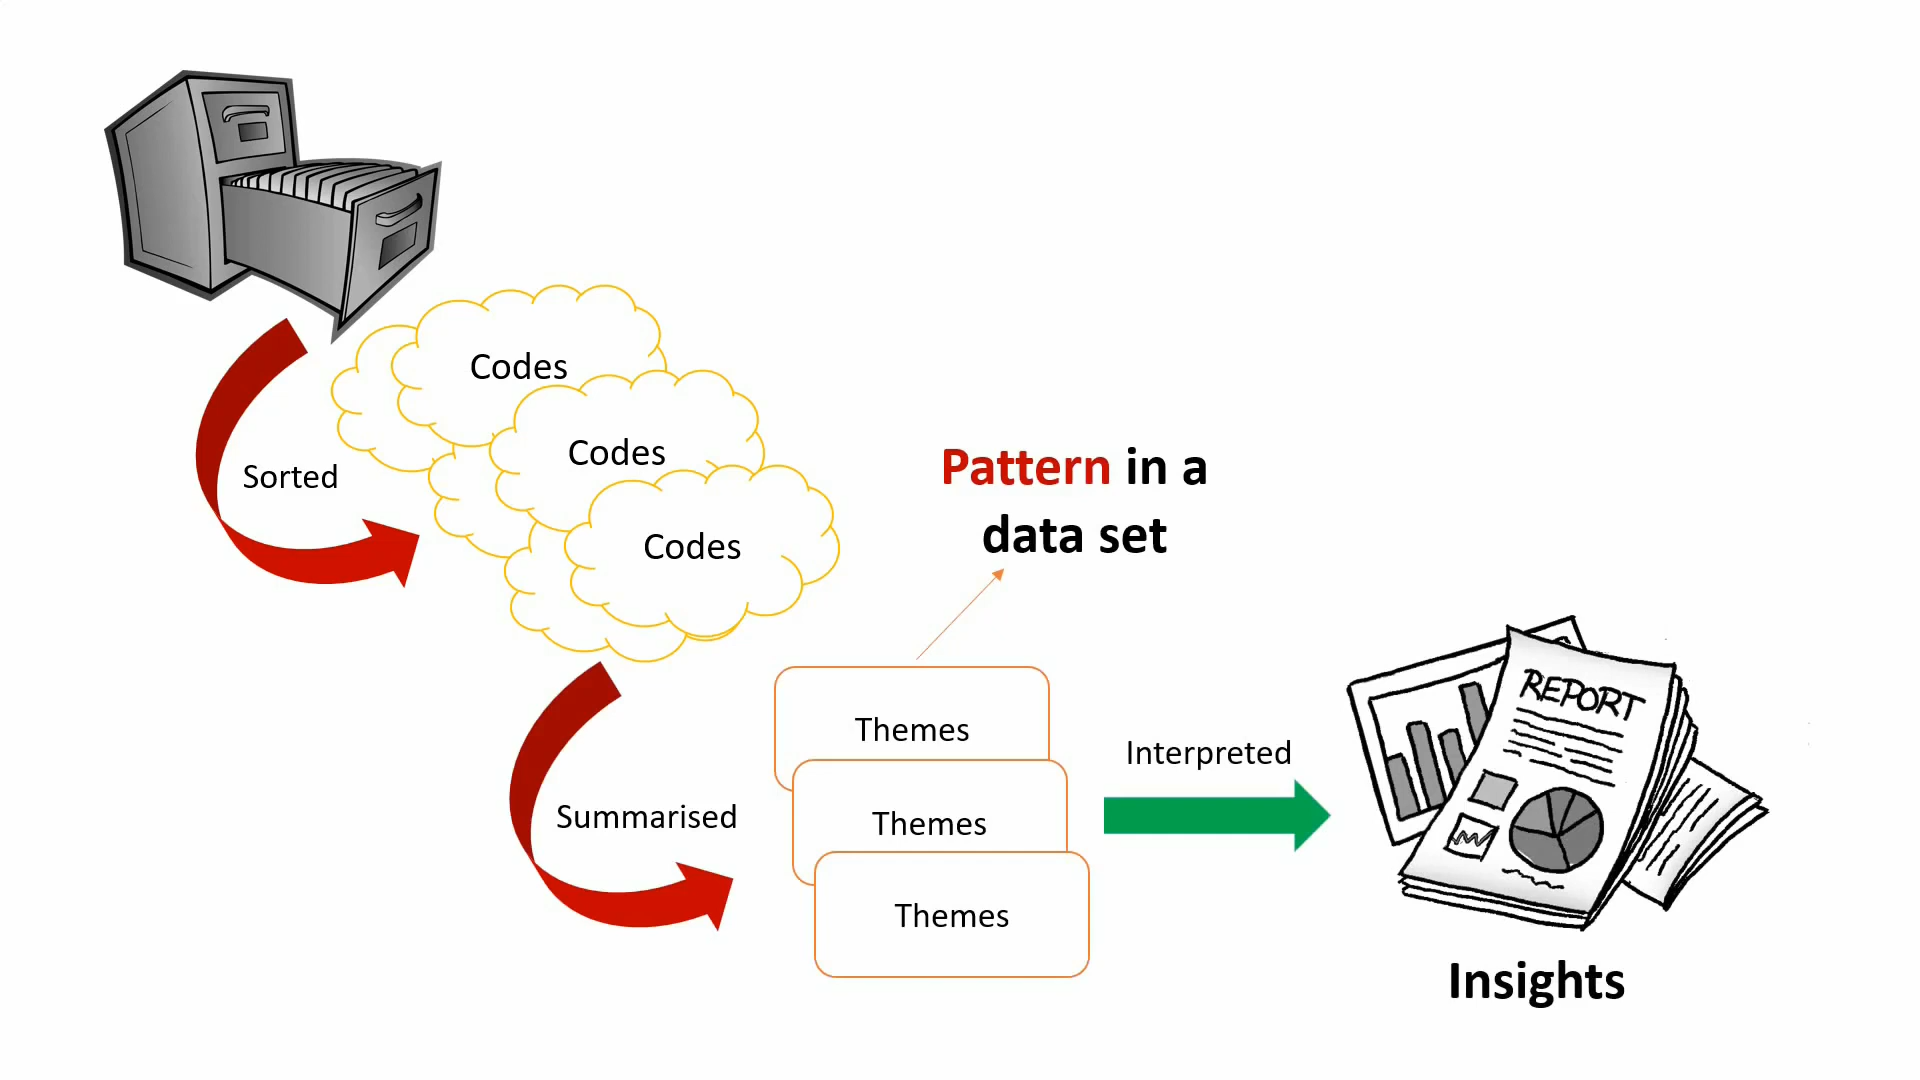 Codes
Codes
Sorted
Codes
Pattern in a
data set
Themes
Summarised
Themes
Themes
Interpreted
REPORT
Insights